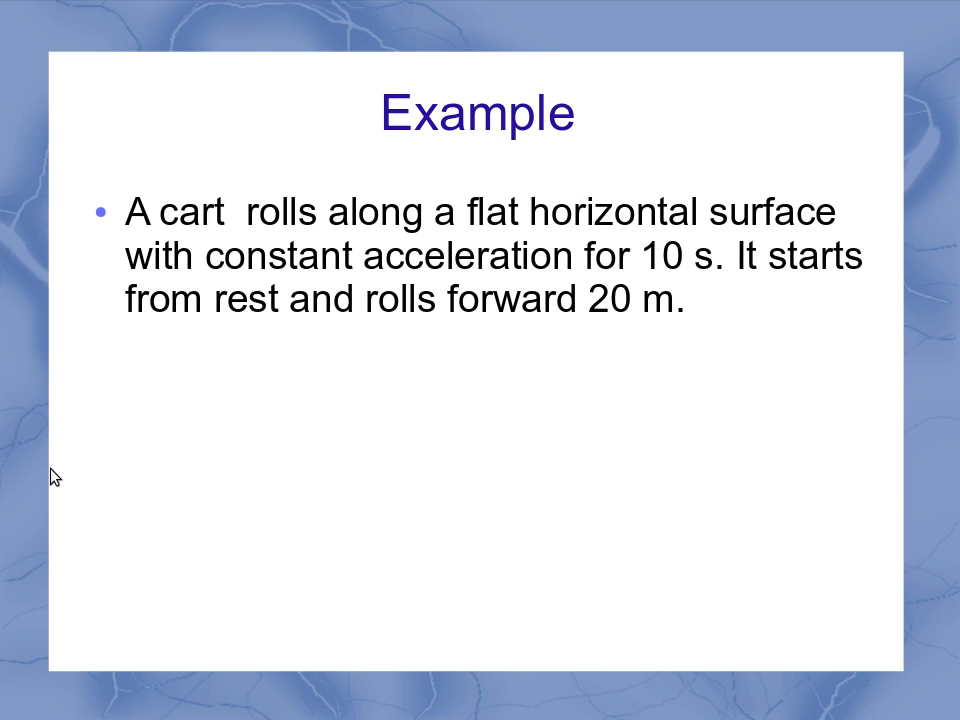 Example
• A cart  rolls along a flat horizontal surface
with constant acceleration for 10 s. It starts
from rest and rolls forward 20 m.